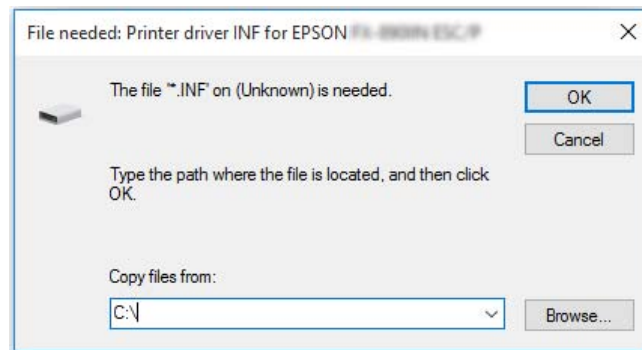 File needed: Printer driver INF for EPSON
The file '*.INF' on (Unknown) is needed.
OK
Cancel
Type the path where the file is located, and then click
OK.
Copy files from:
C:\
Browse...